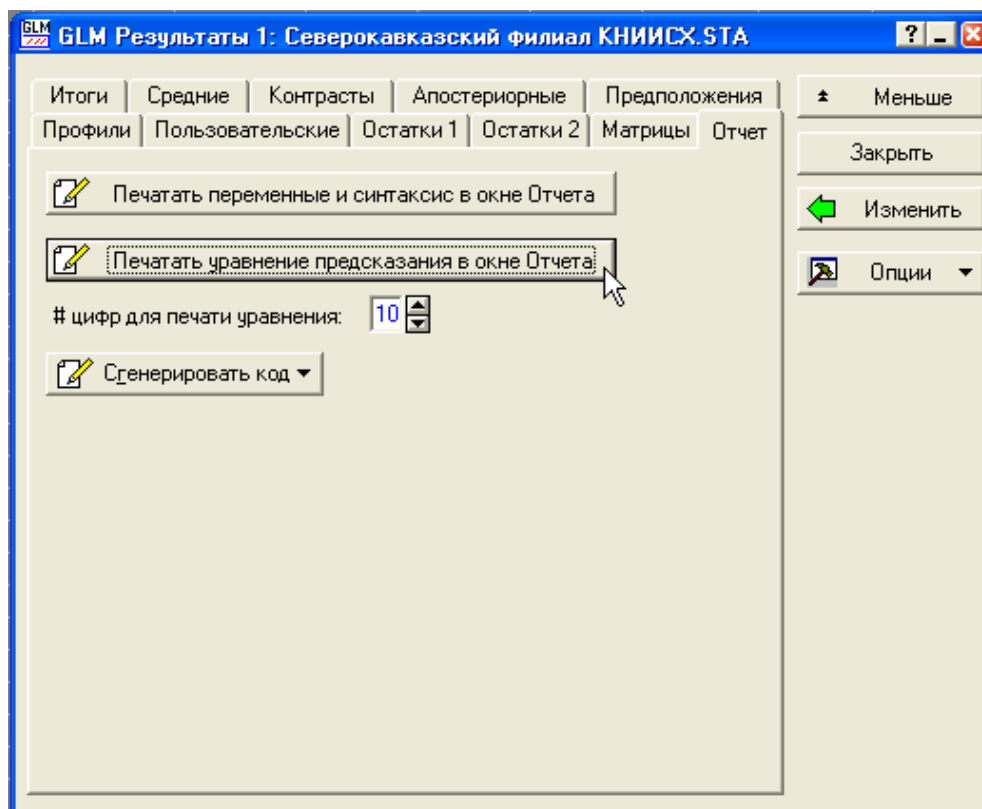 GLM GLM Результаты 1: Северокавказский филиал КНИИСХ.STA ?
Итоги Средние Контрасты Апостериорные Предположения
Профили Пользовательские Остатки 1 Остатки 2 Матрицы Отчет
Печатать переменные и синтаксис в окне Отчета
Печатать уравнение предсказания в окне Отчета
# цифр для печати уравнения: 10
Сгенерировать код
Меньше
Закрыть
Изменить
Опции